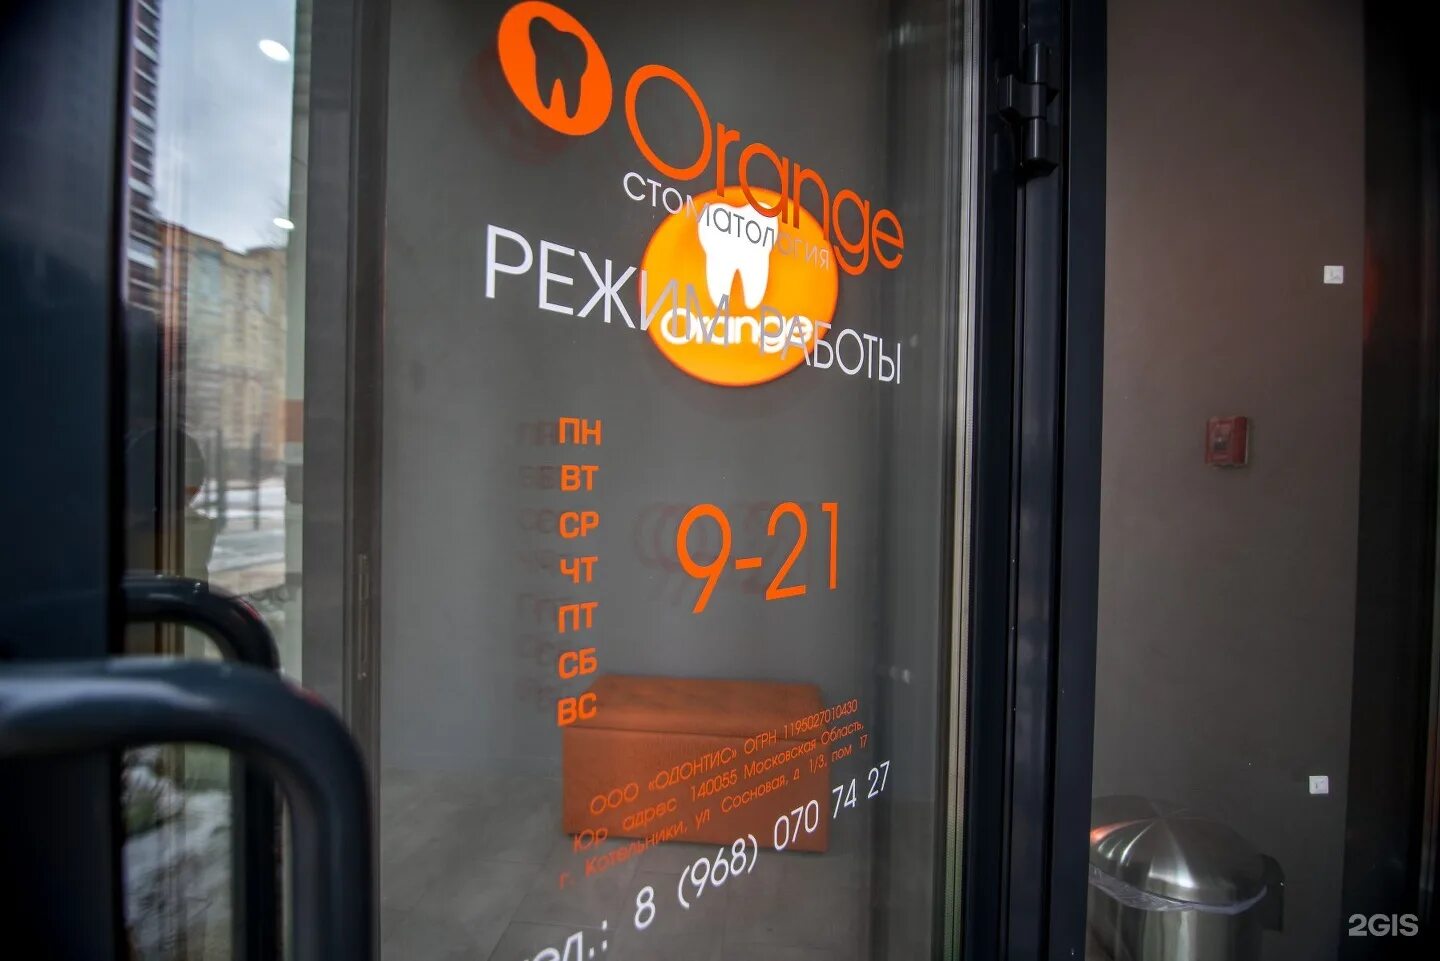 Orange
стоматология
Orange
РЕЖИМ РАБОТЫ
ПН
ВТ
СР
ЧТ
ПТ
СБ
ВС
9-21
ООО «ОДОНТИС» ОГРН 1195027010430
Юр адрес 140055 Московская Область,
г. Котельники, ул Сосновая, д 1/3, пом 17
тел.: 8 (968) 070 74 27
2GIS